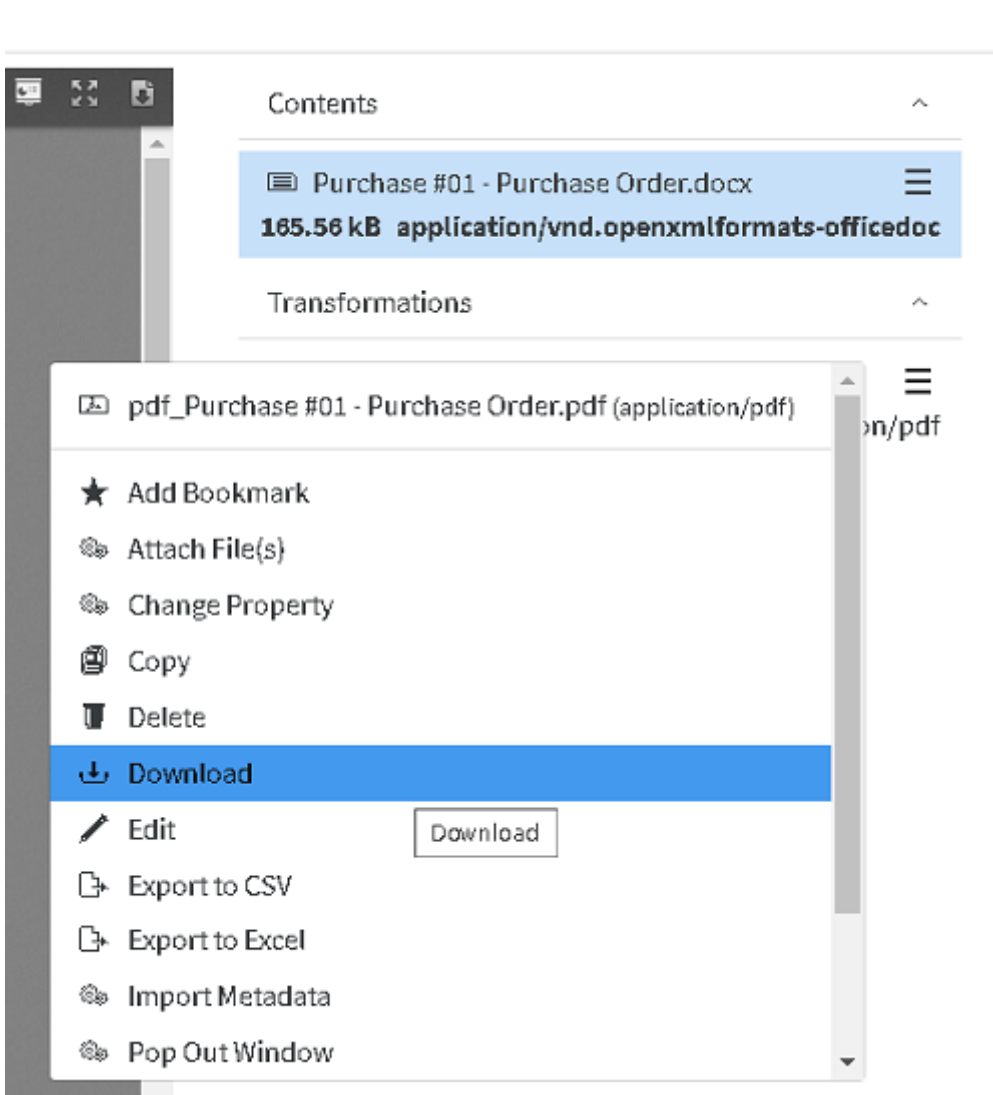 Contents
Purchase #01 - Purchase Order.docx
165.56 kB application/vnd.openxmlformats-officedoc
Transformations
pdf_Purchase #01 - Purchase Order.pdf (application/pdf)
on/pdf
Add Bookmark
Attach File(s)
Change Property
Copy
Delete
Download
Edit
Download
Export to CSV
Export to Excel
Import Metadata
Pop Out Window